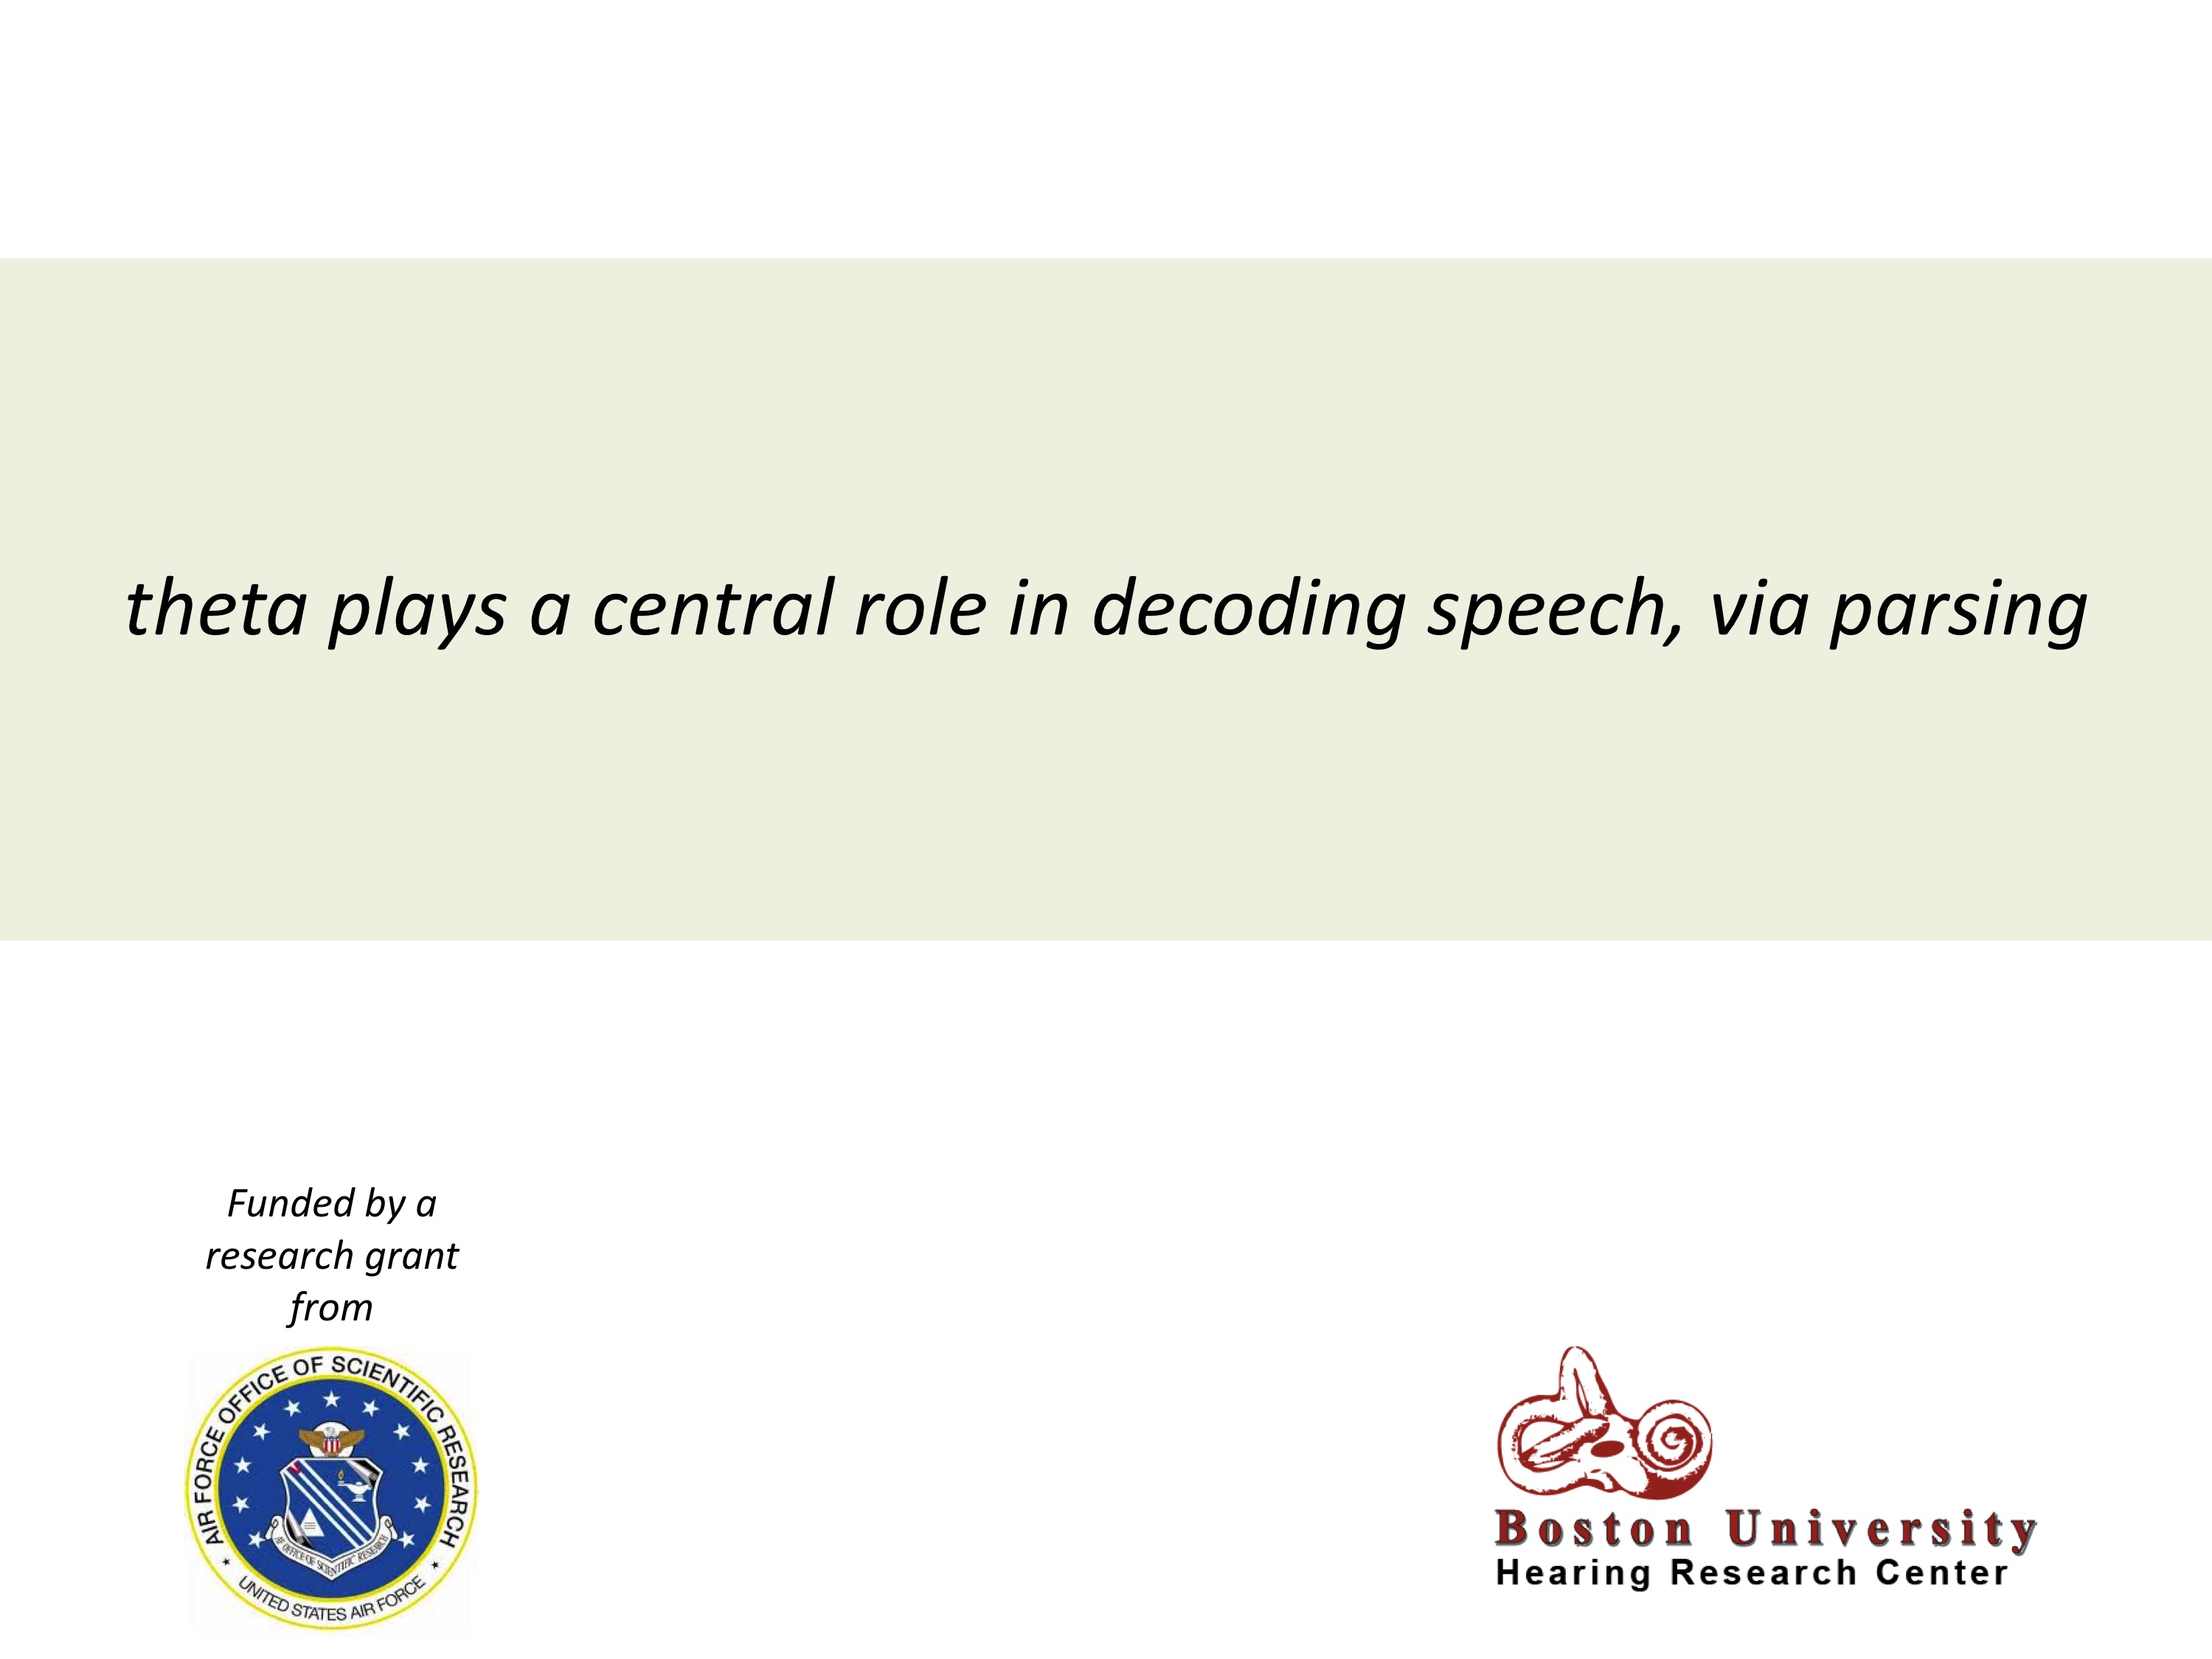 theta plays a central role in decoding speech, via parsing
Funded by a
research grant
from
AIR FORCE OFFICE OF SCIENTIFIC RESEARCH
AF OFFICE OF SCIENTIFIC RESEARCH
UNITED STATES AIR FORCE
Boston University
Hearing Research Center